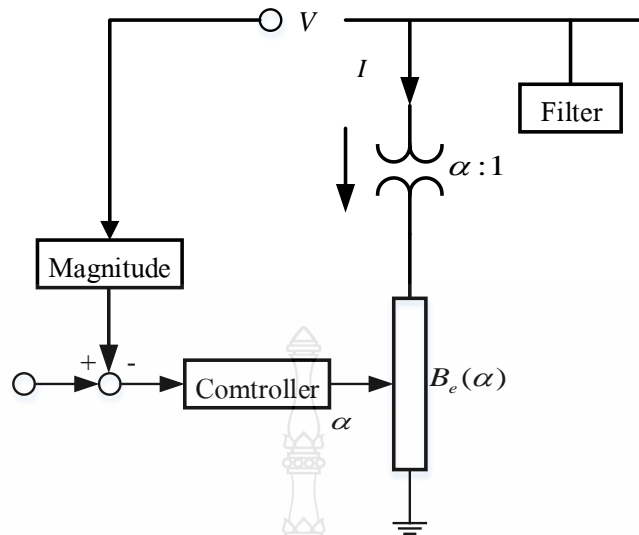 V
I
Filter
α:1
Magnitude
+
-
Comtroller
B_e(α)
α